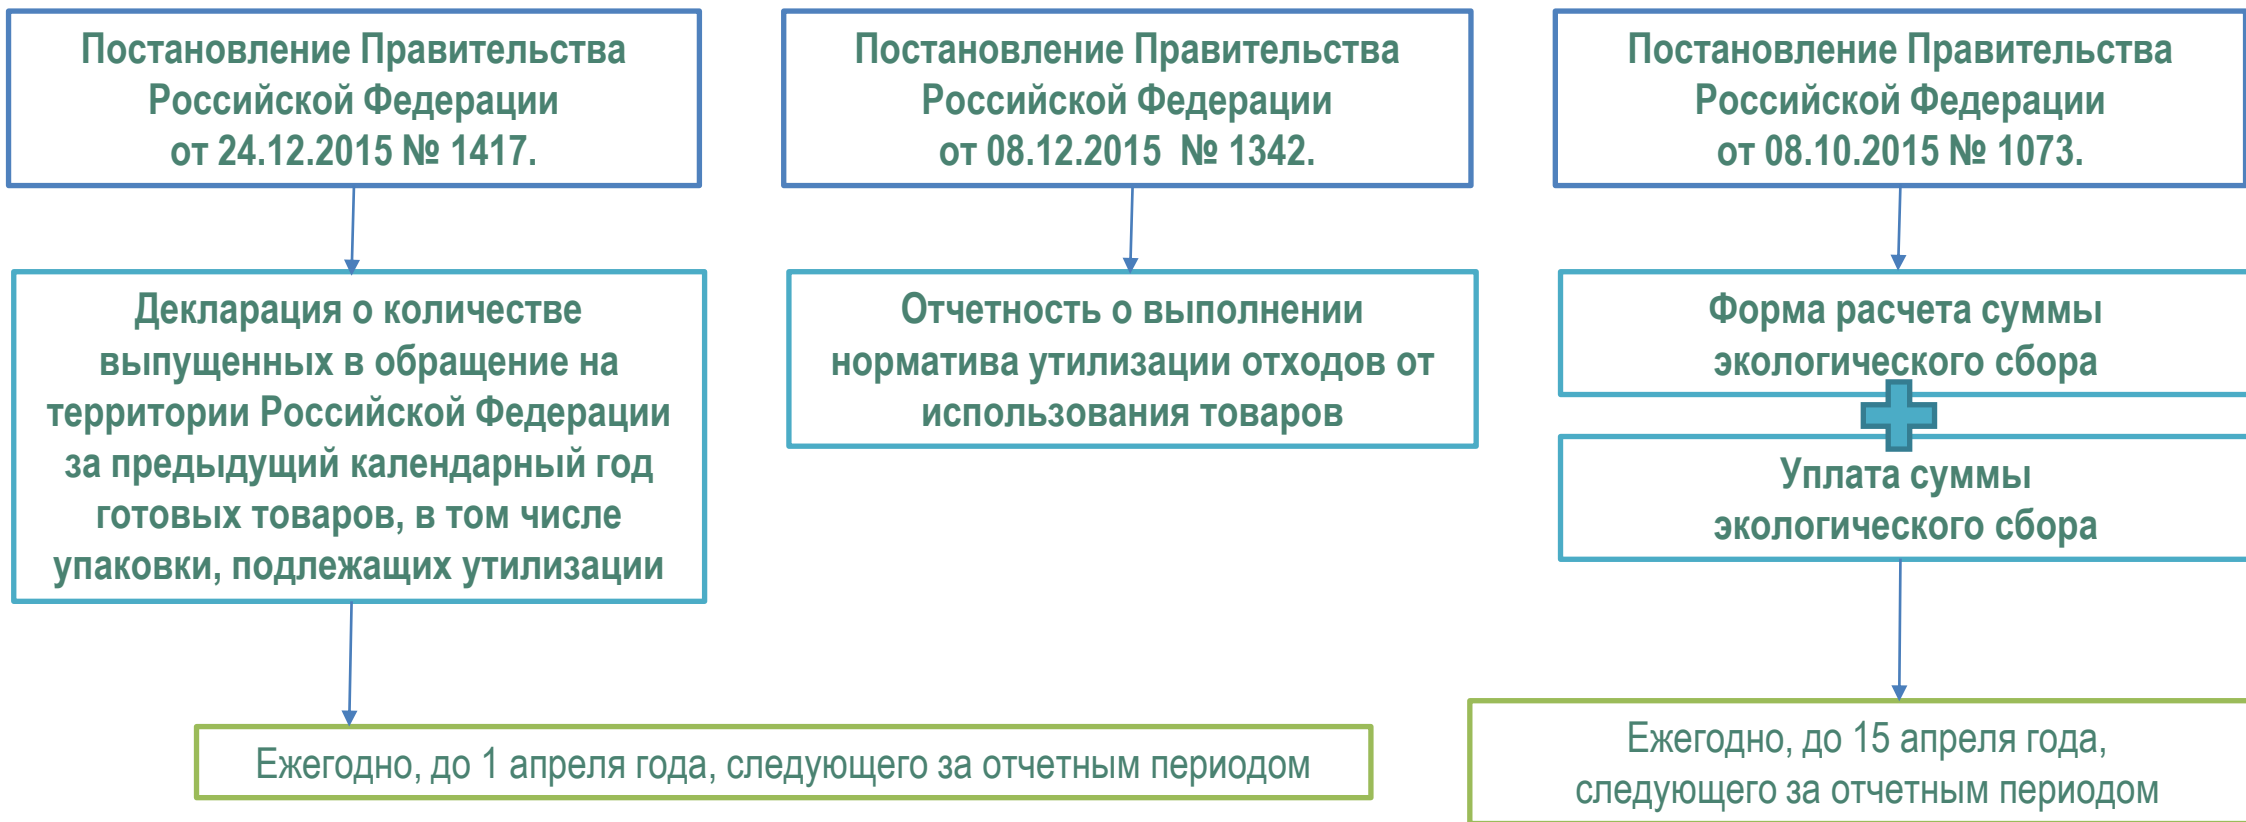 Постановление Правительства
Российской Федерации
от 24.12.2015 № 1417.
Постановление Правительства
Российской Федерации
от 08.12.2015 № 1342.
Постановление Правительства
Российской Федерации
от 08.10.2015 № 1073.
Декларация о количестве
выпущенных в обращение на
территории Российской Федерации
за предыдущий календарный год
готовых товаров, в том числе
упаковки, подлежащих утилизации
Отчетность о выполнении
норматива утилизации отходов от
использования товаров
Форма расчета суммы
экологического сбора
Уплата суммы
экологического сбора
Ежегодно, до 1 апреля года, следующего за отчетным периодом
Ежегодно, до 15 апреля года,
следующего за отчетным периодом